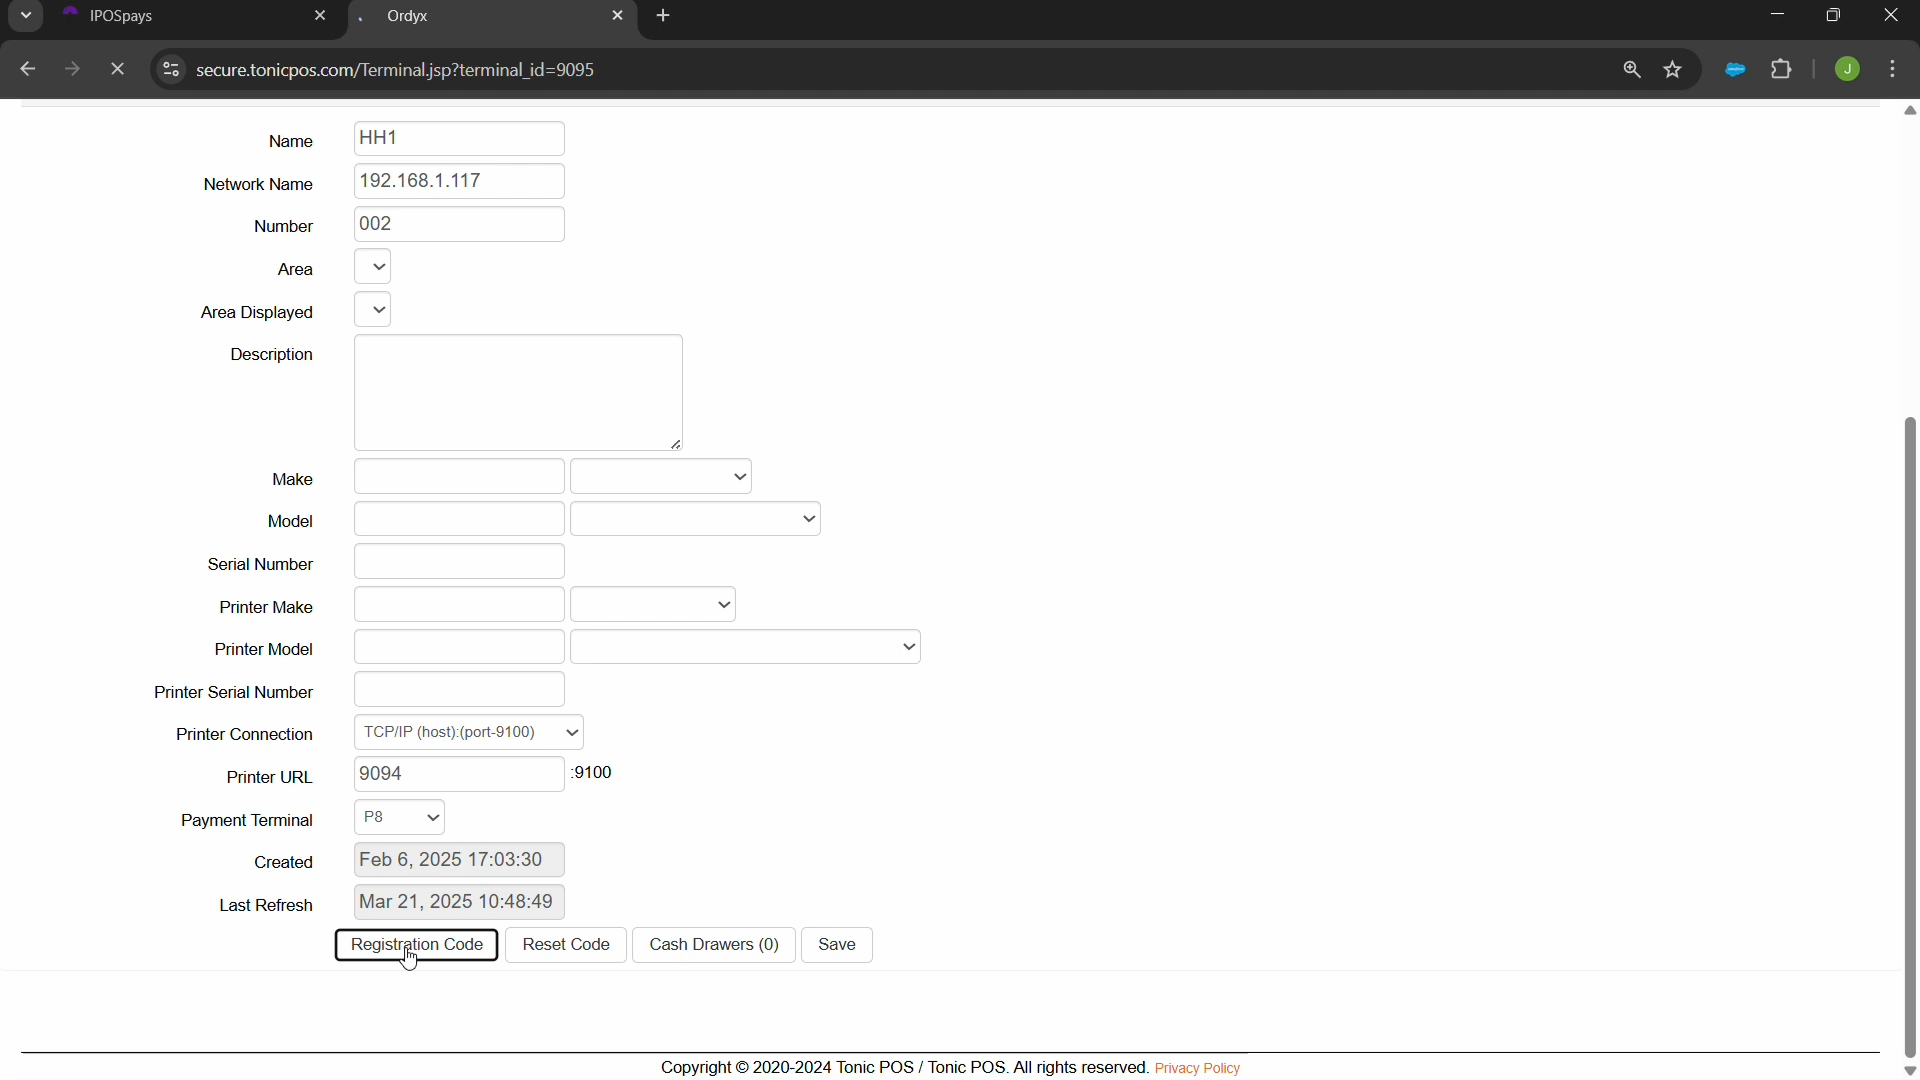 IPOSpays
Ordyx
secure.tonicpos.com/Terminal.jsp?terminal_id=9095
J
Name HH1
Network Name 192.168.1.117
Number 002
Area
Area Displayed
Description
Make
Model
Serial Number
Printer Make
Printer Model
Printer Serial Number
Printer Connection TCP/IP (host):(port-9100)
Printer URL 9094 :9100
Payment Terminal P8
Created Feb 6, 2025 17:03:30
Last Refresh Mar 21, 2025 10:48:49
Registration Code Reset Code Cash Drawers (0) Save
Copyright © 2020-2024 Tonic POS / Tonic POS. All rights reserved. Privacy Policy